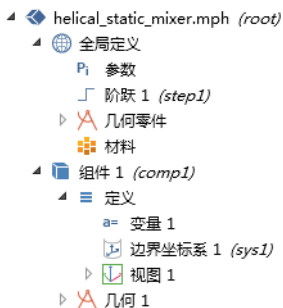 helical_static_mixer.mph (root)
全局定义
Pi 参数
阶跃 1 (step1)
几何零件
材料
组件 1 (comp1)
定义
a= 变量 1
边界坐标系 1 (sys1)
视图 1
几何 1